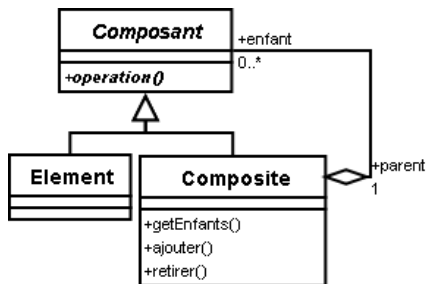 Composant
+operation()
+enfant
0..*
Element
Composite
+getEnfants()
+ajouter()
+retirer()
+parent
1